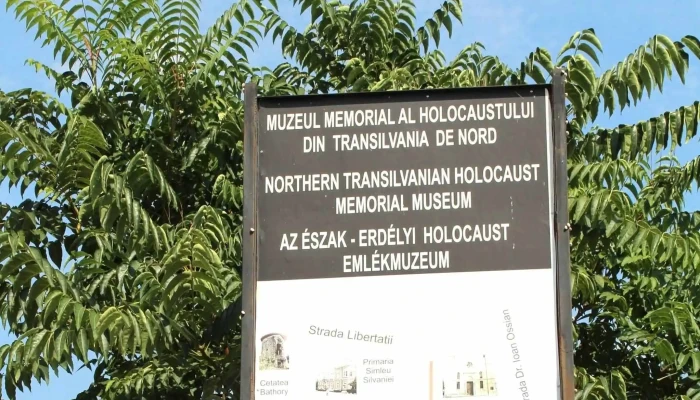 MUZEUL MEMORIAL AL HOLOCAUSTULUI
DIN TRANSILVANIA DE NORD
NORTHERN TRANSILVANIAN HOLOCAUST
MEMORIAL MUSEUM
AZ ÉSZAK - ERDÉLYI HOLOCAUST
EMLÉKMUZEUM
Strada Libertatii
Cetatea
"Bathory
Primaria
Simleu
Silvaniei
rada Dr. Ioan Ossian